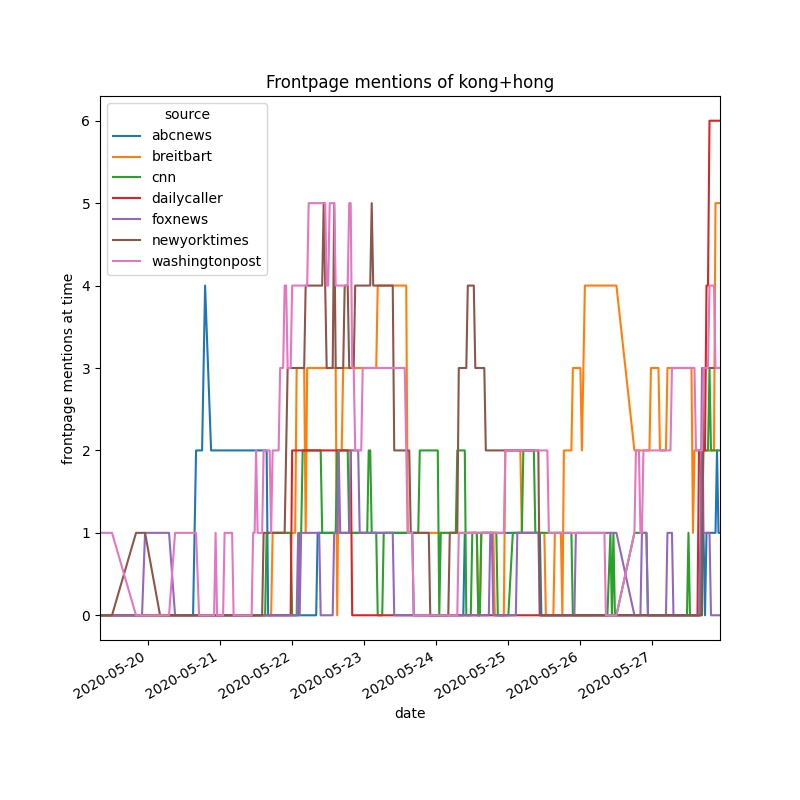 Frontpage mentions of kong+hong
source
abcnews
breitbart
cnn
dailycaller
foxnews
newyorktimes
washingtonpost
frontpage mentions at time
6
5
4
3
2
1
0
2020-05-20
2020-05-21
2020-05-22
2020-05-23
2020-05-24
2020-05-25
2020-05-26
2020-05-27
date